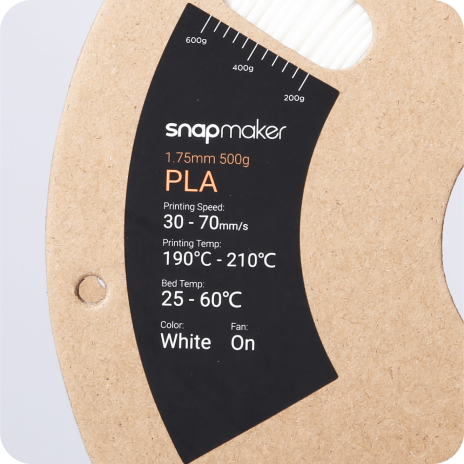 600g
400g
200g
snapmaker
1.75mm 500g
PLA
Printing Speed:
30 - 70mm/s
Printing Temp:
190°C - 210℃
Bed Temp:
25 - 60℃
Color: Fan:
White On